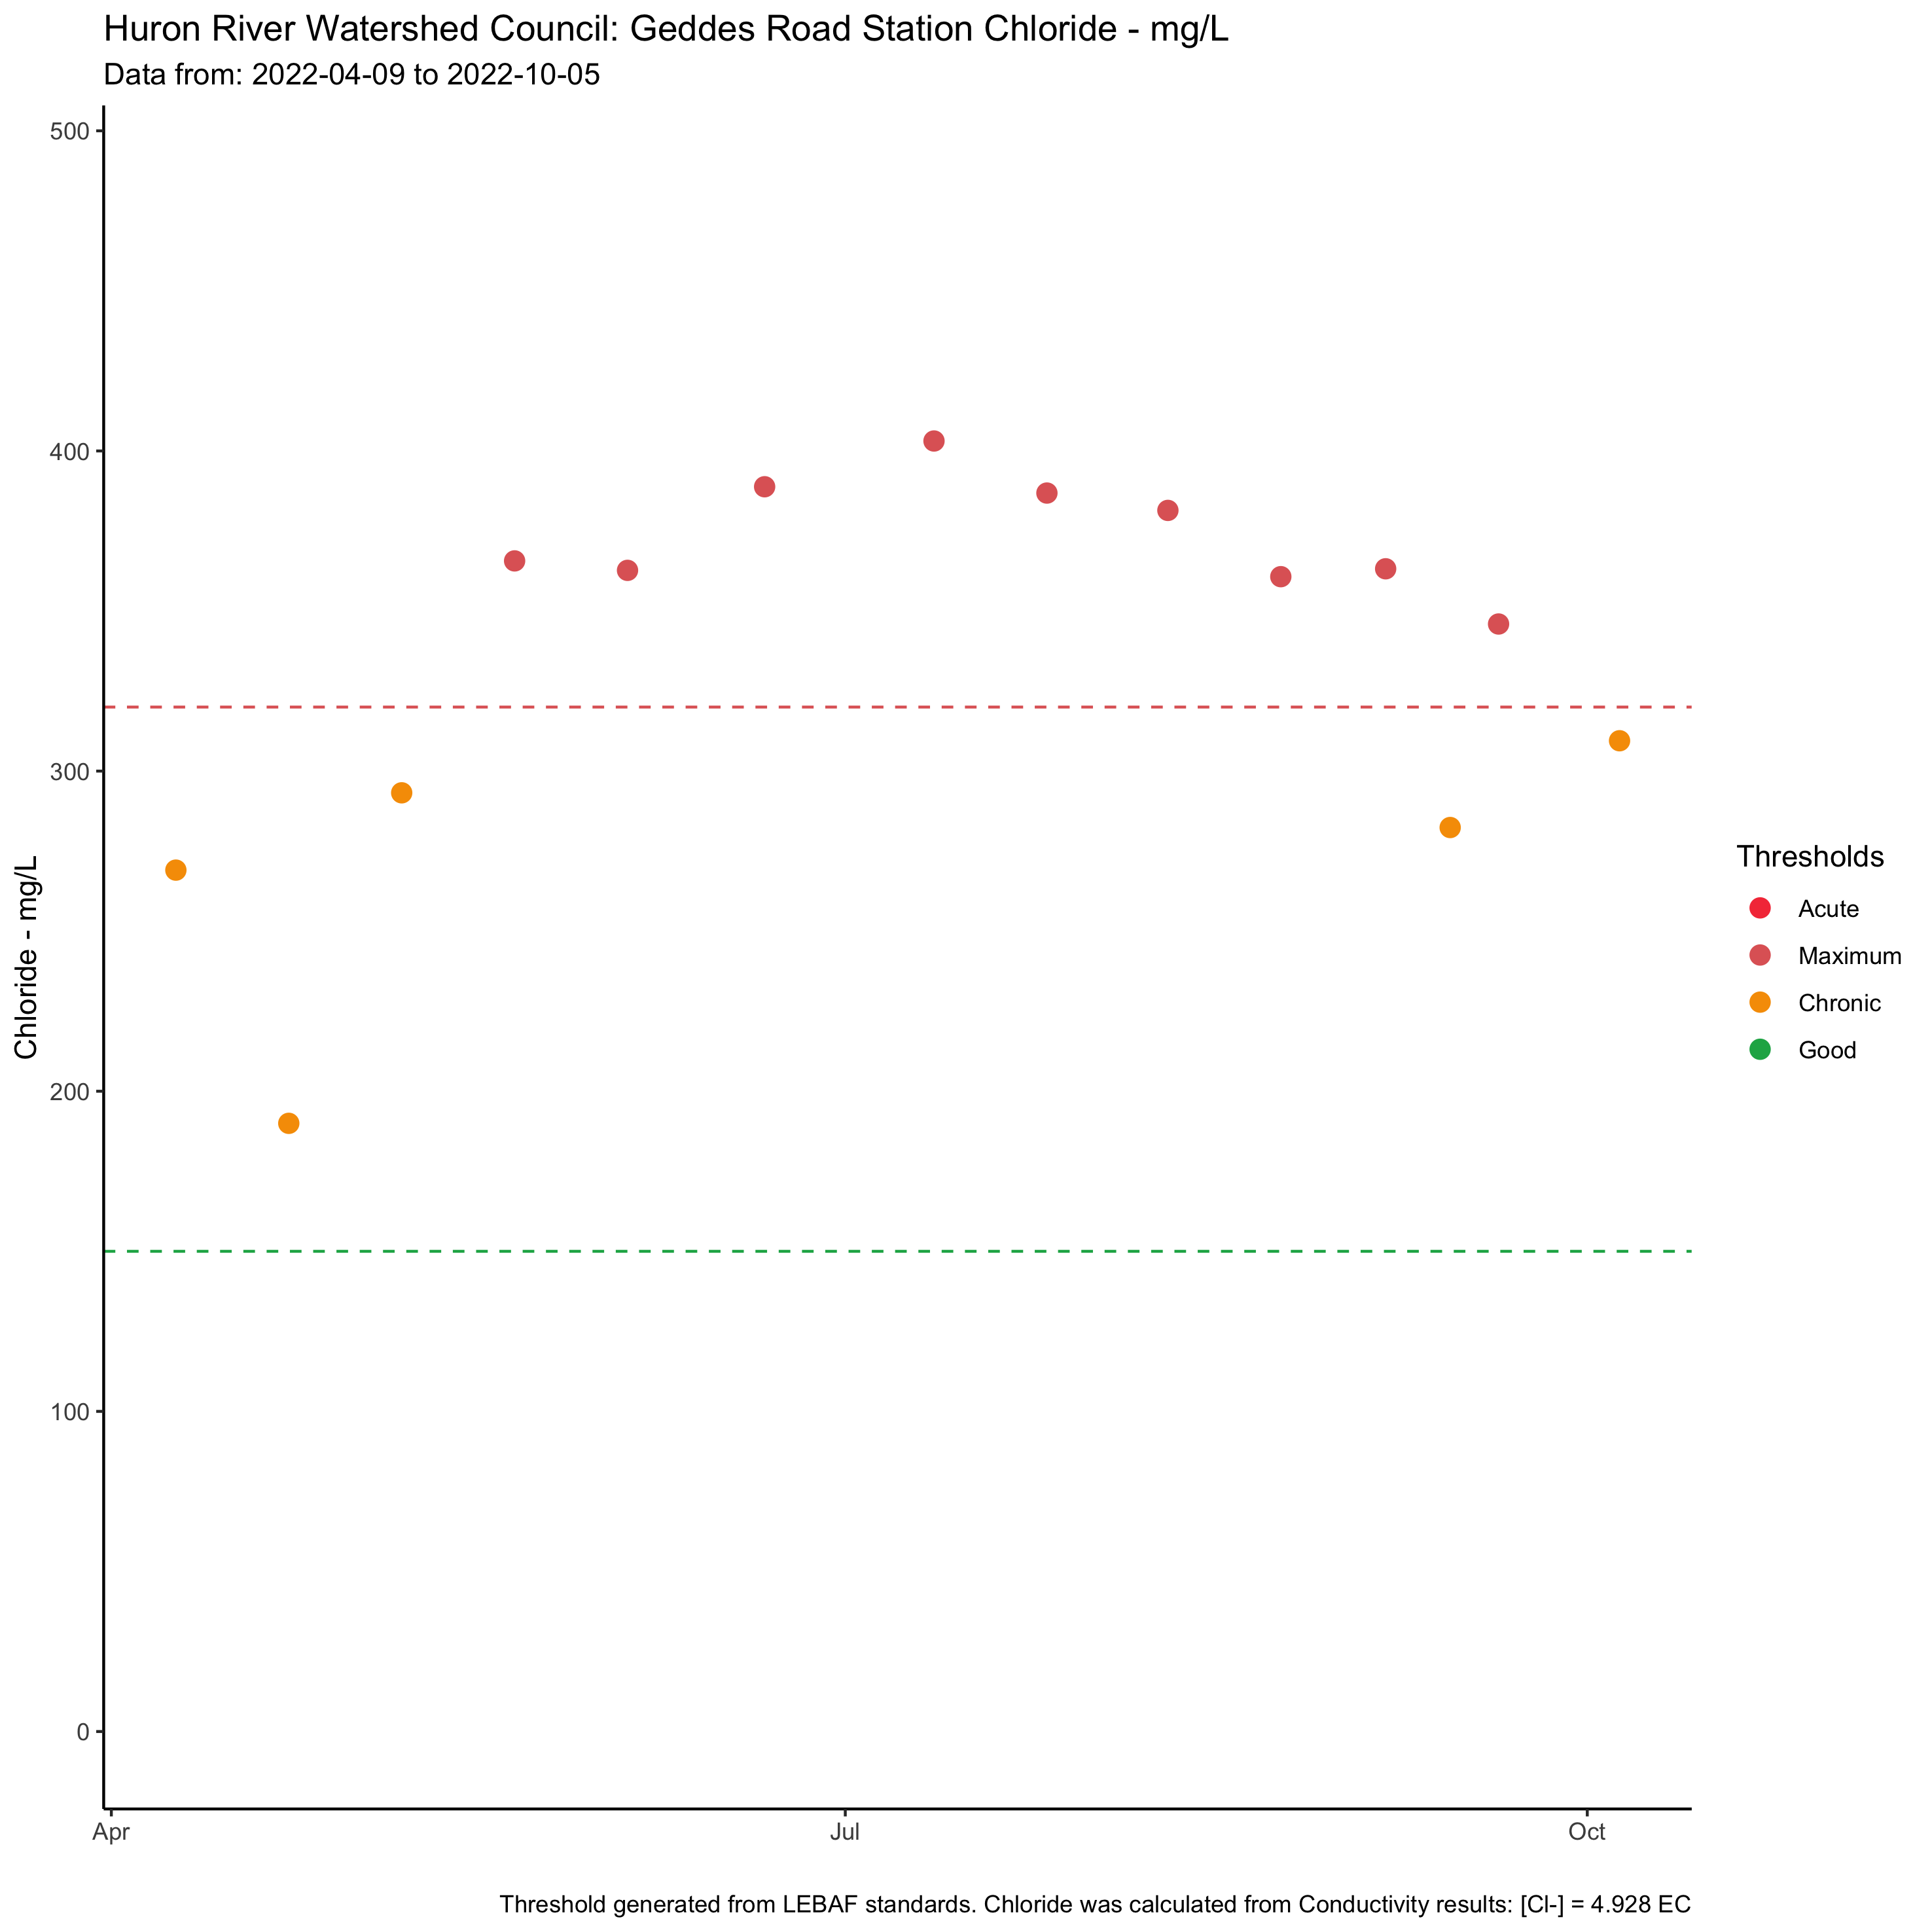 Huron River Watershed Council: Geddes Road Station Chloride - mg/L
Data from: 2022-04-09 to 2022-10-05
500
400
300
200
100
0
Chloride - mg/L
Apr
Jul
Oct
Thresholds
Acute
Maximum
Chronic
Good
Threshold generated from LEBAF standards. Chloride was calculated from Conductivity results: [Cl-] = 4.928 EC